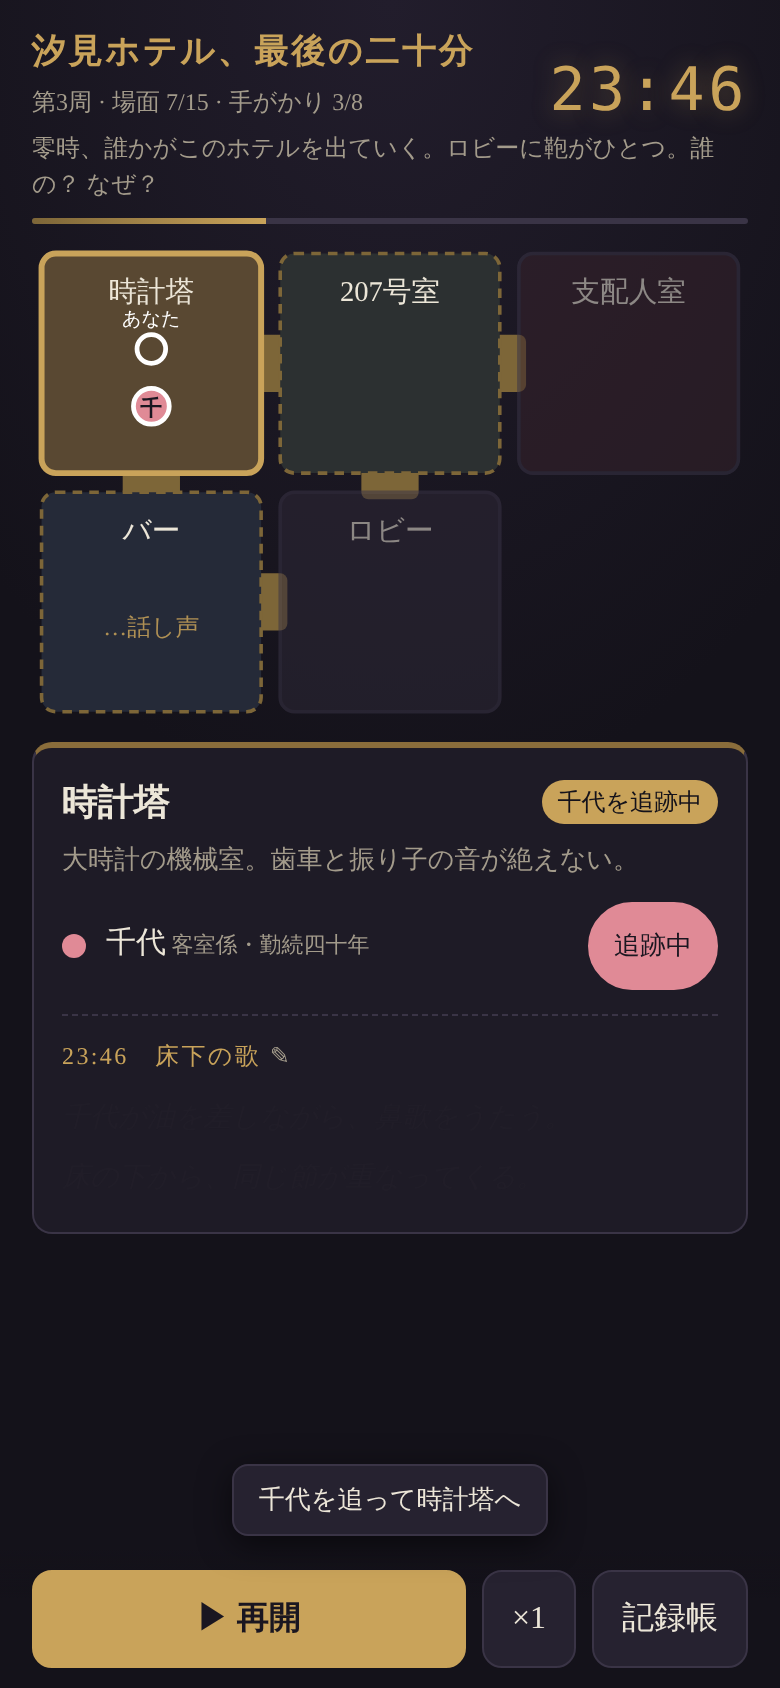 汐見ホテル、最後の二十分
23:46
第3周 · 場面 7/15 · 手がかり 3/8
零時、誰かがこのホテルを出ていく。ロビーに鞄がひとつ。誰
の？ なぜ？
時計塔
あなた
千
207号室
支配人室
バー
…話し声
ロビー
時計塔
千代を追跡中
大時計の機械室。歯車と振り子の音が絶えない。
千代 客室係・勤続四十年
追跡中
23:46 床下の歌 ✎
千代を追って時計塔へ
▶ 再開
×1
記録帳